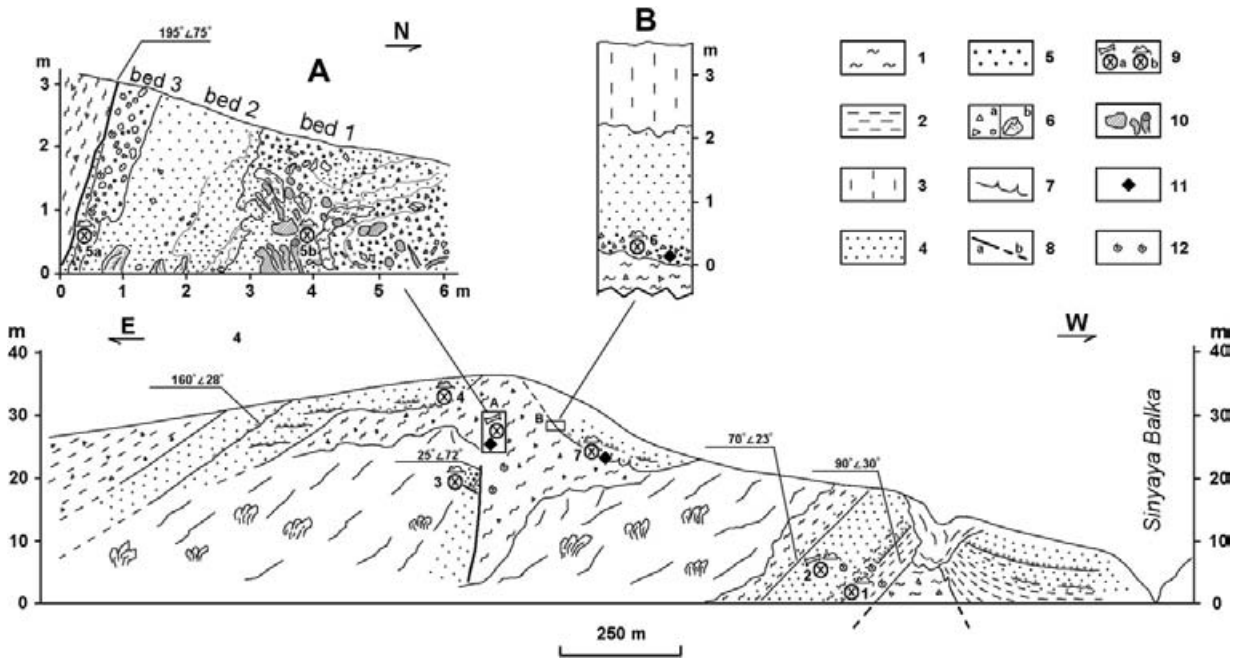 195°∠75°
N
A
m
3
2
1
0
bed 3
bed 2
bed 1
5a
5b
0 1 2 3 4 5 6 m
B
m
3
2
1
0
6
1
2
3
4
5
a b 6
7
a b 8
a b 9
10
11
12
E
4
W
m
40
30
20
10
0
160°∠28°
4
A
B
7
25°∠72°
3
70°∠23°
90°∠30°
2
1
m
40
30
20
10
0
Sinyaya Balka
250 m